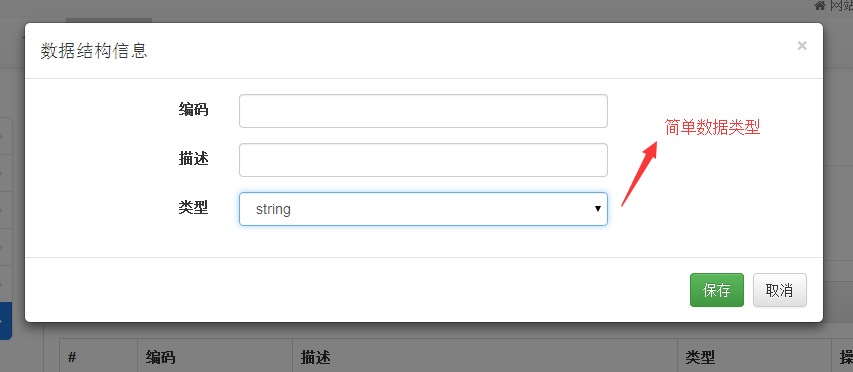 网站
数据结构信息 ×
编码
简单数据类型
描述
类型 string
保存 取消
# 编码 描述 类型 操